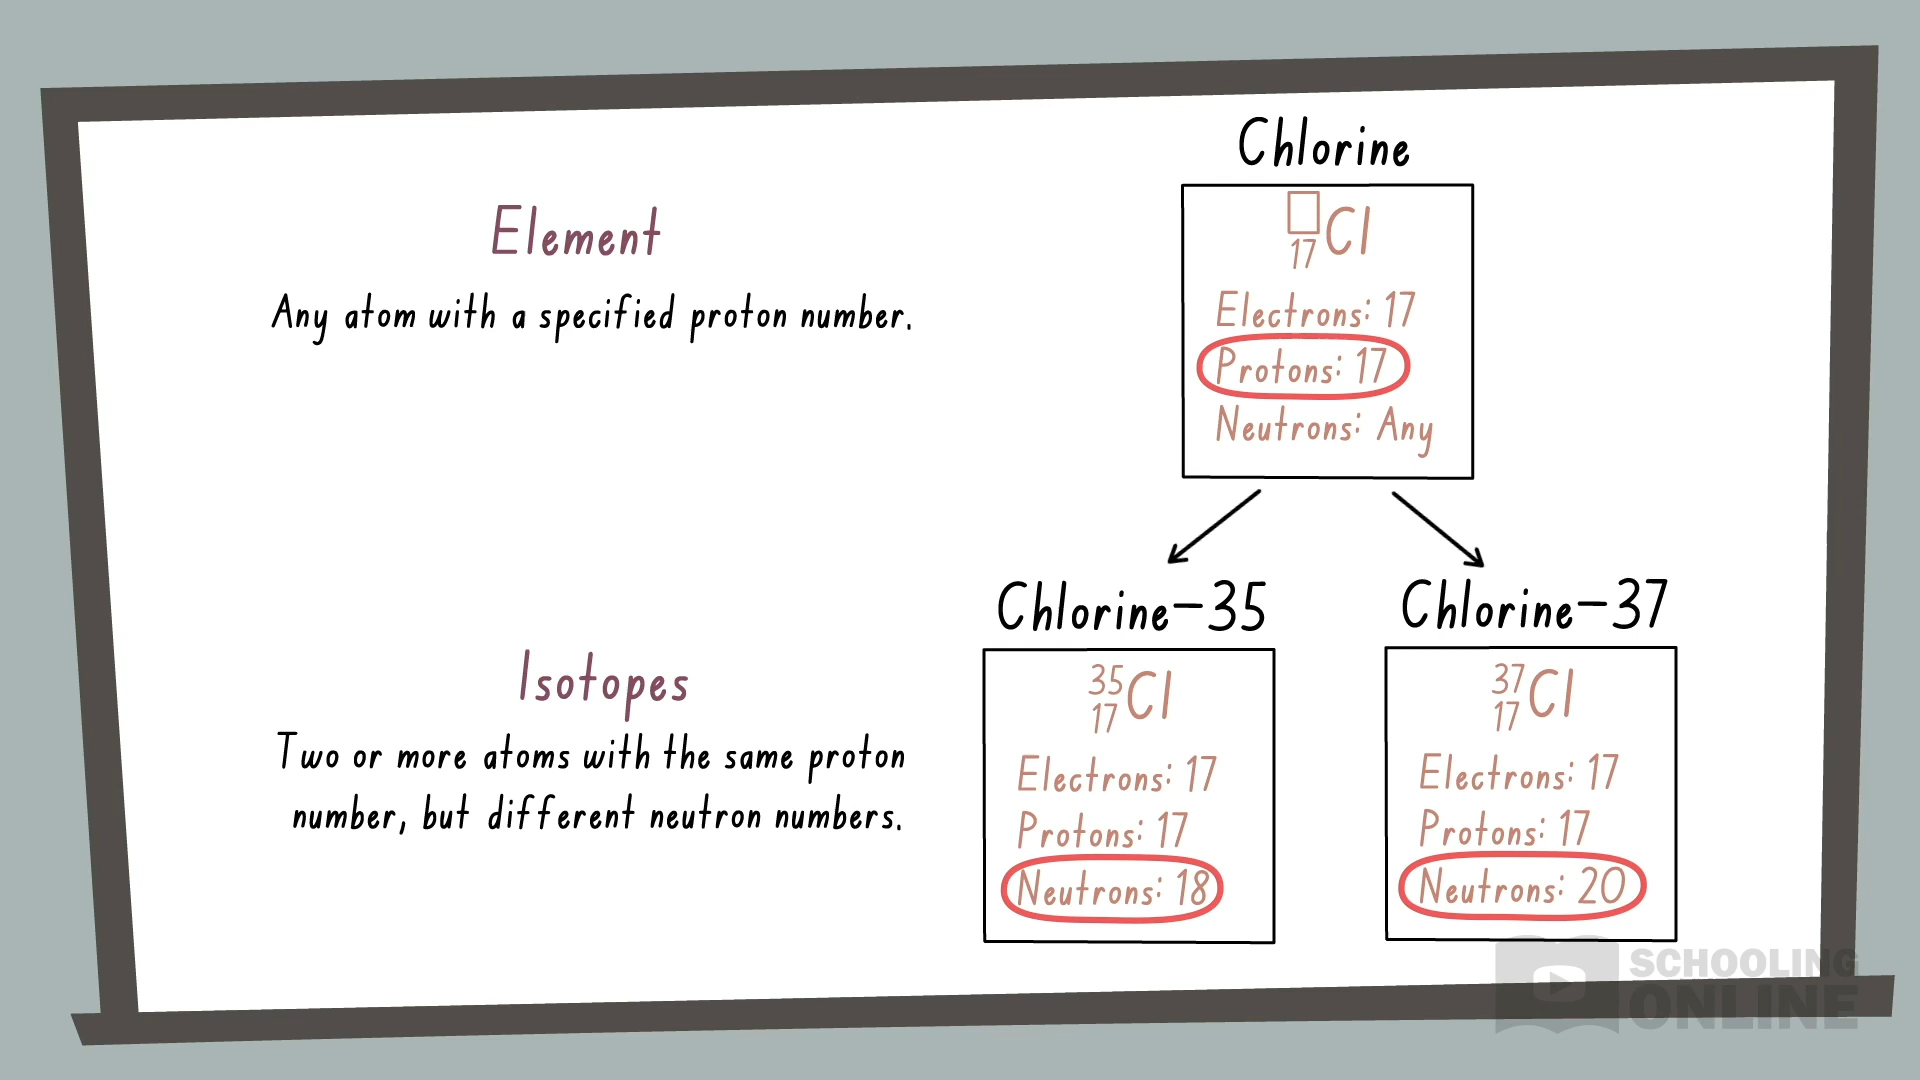 Element
Any atom with a specified proton number.
Chlorine
17Cl
Electrons: 17
Protons: 17
Neutrons: Any
Isotopes
Two or more atoms with the same proton
number, but different neutron numbers.
Chlorine-35
35
17Cl
Electrons: 17
Protons: 17
Neutrons: 18
Chlorine-37
37
17Cl
Electrons: 17
Protons: 17
Neutrons: 20
SCHOOLING
ONLINE